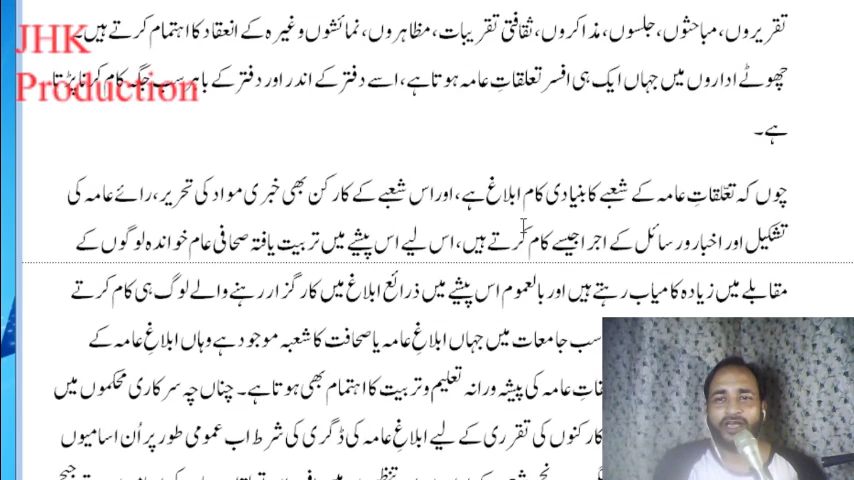 JHK
Production
تقریروں، مباحثوں، جلسوں، مذاکروں، ثقافتی تقریبات، مظاہروں، نمائشوں وغیرہ کے انعقاد کا اہتمام کرتے ہیں۔
چھوٹے اداروں میں جہاں ایک ہی افسر تعلقاتِ عامہ ہوتا ہے، اسے دفتر کے اندر اور دفتر کے باہر سب جگہ کام کرنا پڑتا
ہے۔
چوں کہ تعلّقاتِ عامہ کے شعبے کا بنیادی کام ابلاغ ہے، اور اس شعبے کے کارکن بھی خبری مواد کی تحریر، رائے عامہ کی
تشکیل اور اخبار ورسائل کے اجرا جیسے کام کرتے ہیں، اس لیے اس پیشے میں تربیت یافتہ صحافی عام خواندہ لوگوں کے
مقابلے میں زیادہ کامیاب رہتے ہیں اور بالعموم اس پیشے میں ذرائع ابلاغ میں کارگزار رہنے والے لوگ ہی کام کرتے
سب جامعات میں جہاں ابلاغِ عامہ یا صحافت کا شعبہ موجود ہے وہاں ابلاغِ عامہ کے
عامہ کی پیشہ ورانہ تعلیم و تربیت کا اہتمام بھی ہوتا ہے۔ چناں چہ سرکاری محکموں میں
کارکنوں کی تقرری کے لیے ابلاغِ عامہ کی ڈگری کی شرط اب عمومی طور پر اُن اسامیوں